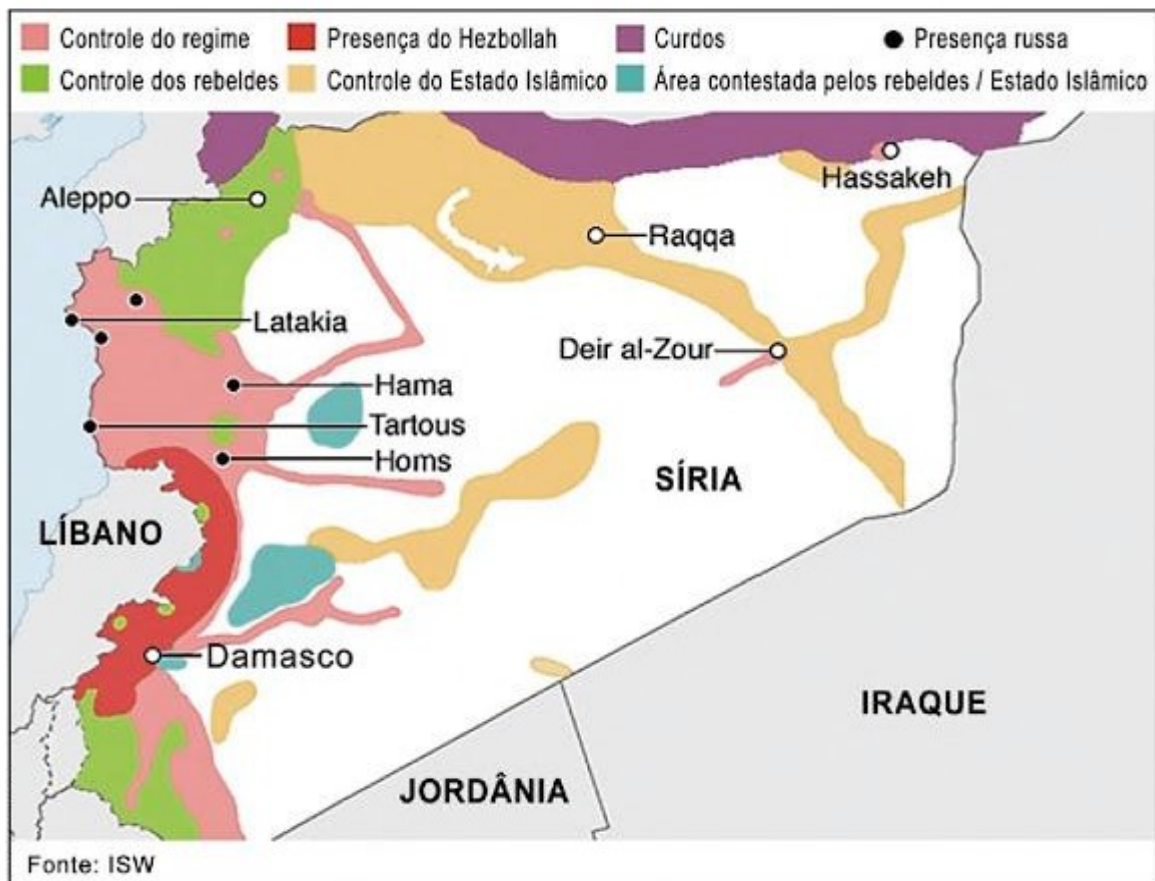 Controle do regime
Presença do Hezbollah
Curdos
Presença russa
Controle dos rebeldes
Controle do Estado Islâmico
Área contestada pelos rebeldes / Estado Islâmico
Aleppo
Hassakeh
Raqqa
Latakia
Deir al-Zour
Hama
Tartous
Homs
SÍRIA
LÍBANO
Damasco
IRAQUE
JORDÂNIA
Fonte: ISW